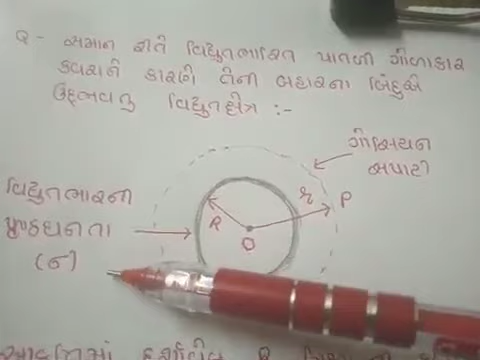 Q - સમાન રીતે વિદ્યુતભારિત પાતળી ગોળાકાર
કવચને કારણે તેની બહારના બિંદુએ
ઉદ્ભવતુ વિદ્યુતક્ષેત્ર :-
ગોસિયન
સપાટી
વિદ્યુતભારની
પૃષ્ઠઘનતા
(σ)
R
r
P
O